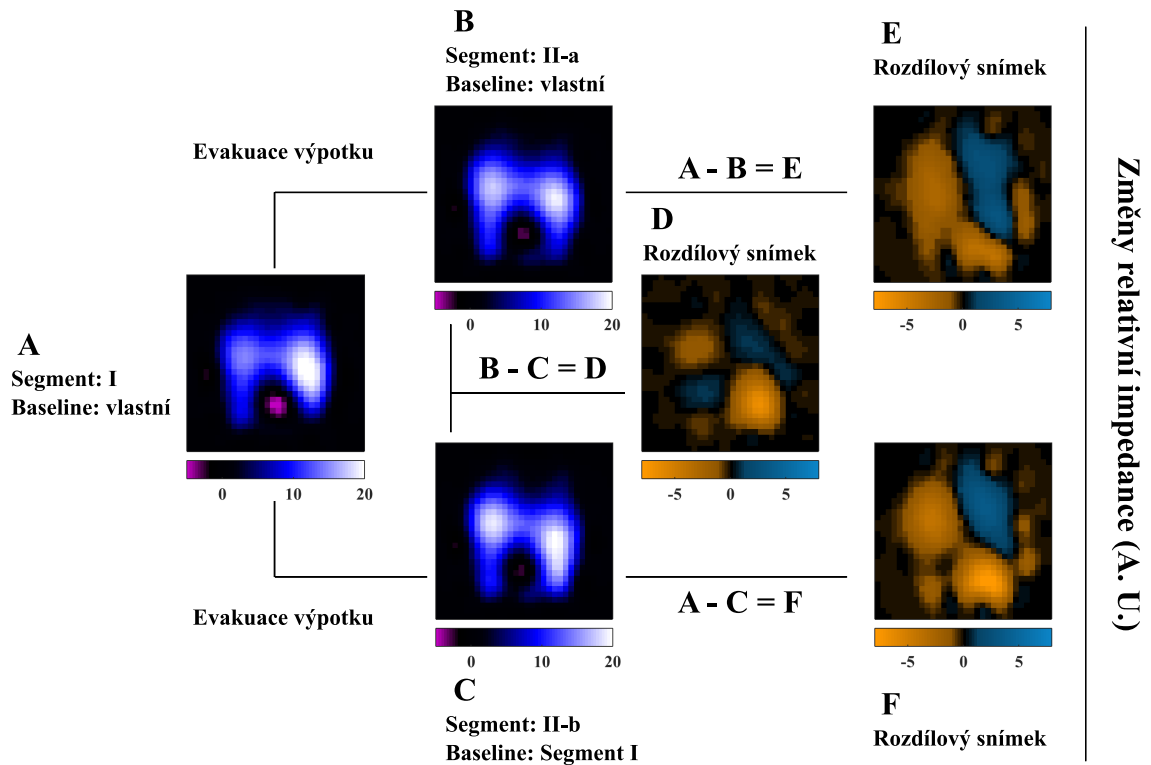 B
Segment: II-a
Baseline: vlastní
E
Rozdílový snímek
Evakuace výpotku
A - B = E
D
Rozdílový snímek
0 10 20
-5 0 5
A
Segment: I
Baseline: vlastní
B - C = D
0 10 20
-5 0 5
Evakuace výpotku
A - C = F
0 10 20
-5 0 5
C
Segment: II-b
Baseline: Segment I
F
Rozdílový snímek
Změny relativní impedance (A. U.)